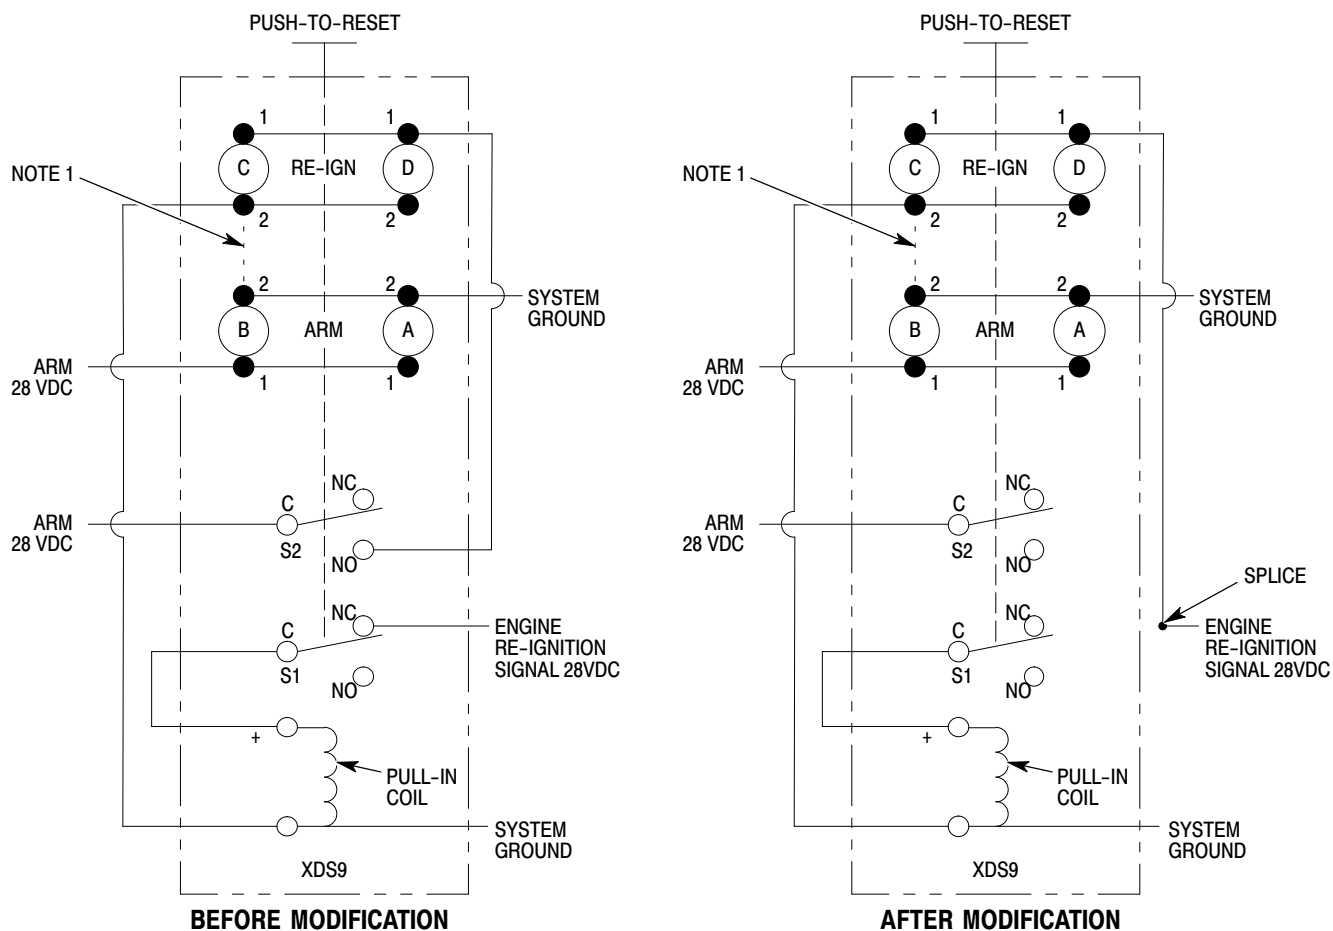 PUSH-TO-RESET
1
1
C
RE-IGN
D
NOTE 1
2
2
2
2
SYSTEM
GROUND
B
ARM
A
ARM
28 VDC
1
1
NC
C
ARM
28 VDC
S2
NO
NC
C
ENGINE
RE-IGNITION
SIGNAL 28VDC
S1
NO
+
PULL-IN
COIL
SYSTEM
GROUND
XDS9
BEFORE MODIFICATION
PUSH-TO-RESET
1
1
C
RE-IGN
D
NOTE 1
2
2
2
2
SYSTEM
GROUND
B
ARM
A
ARM
28 VDC
1
1
NC
C
ARM
28 VDC
S2
NO
SPLICE
NC
C
ENGINE
RE-IGNITION
SIGNAL 28VDC
S1
NO
+
PULL-IN
COIL
SYSTEM
GROUND
XDS9
AFTER MODIFICATION